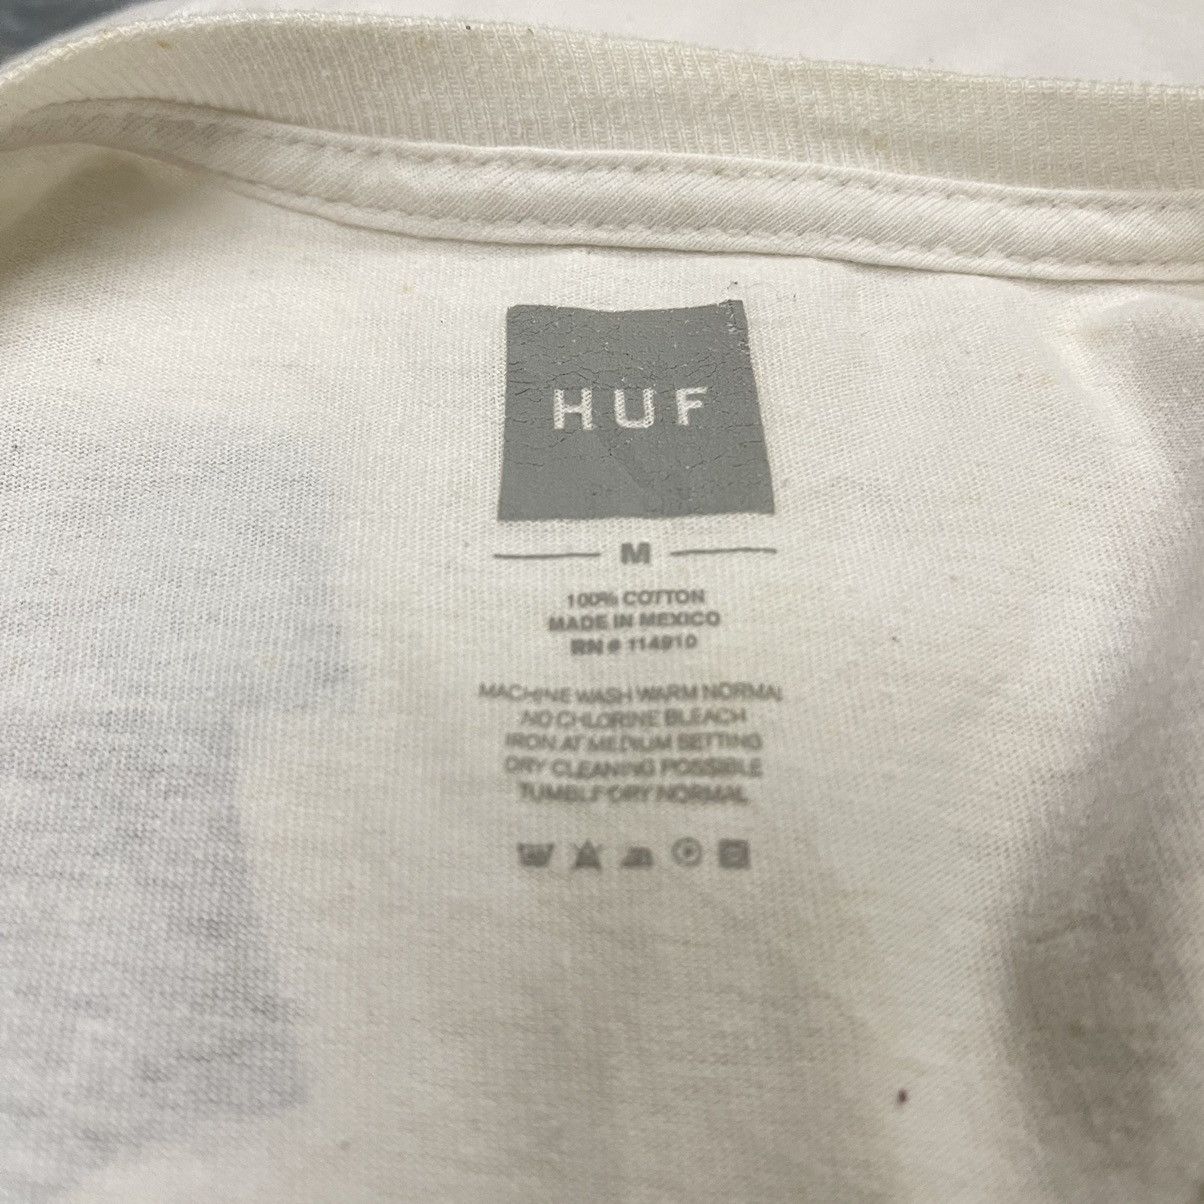 HUF
M
100% COTTON
MADE IN MEXICO
RN # 114910
MACHINE WASH WARM NORMAL
NO CHLORINE BLEACH
IRON AT MEDIUM SETTING
DRY CLEANING POSSIBLE
TUMBLE DRY NORMAL